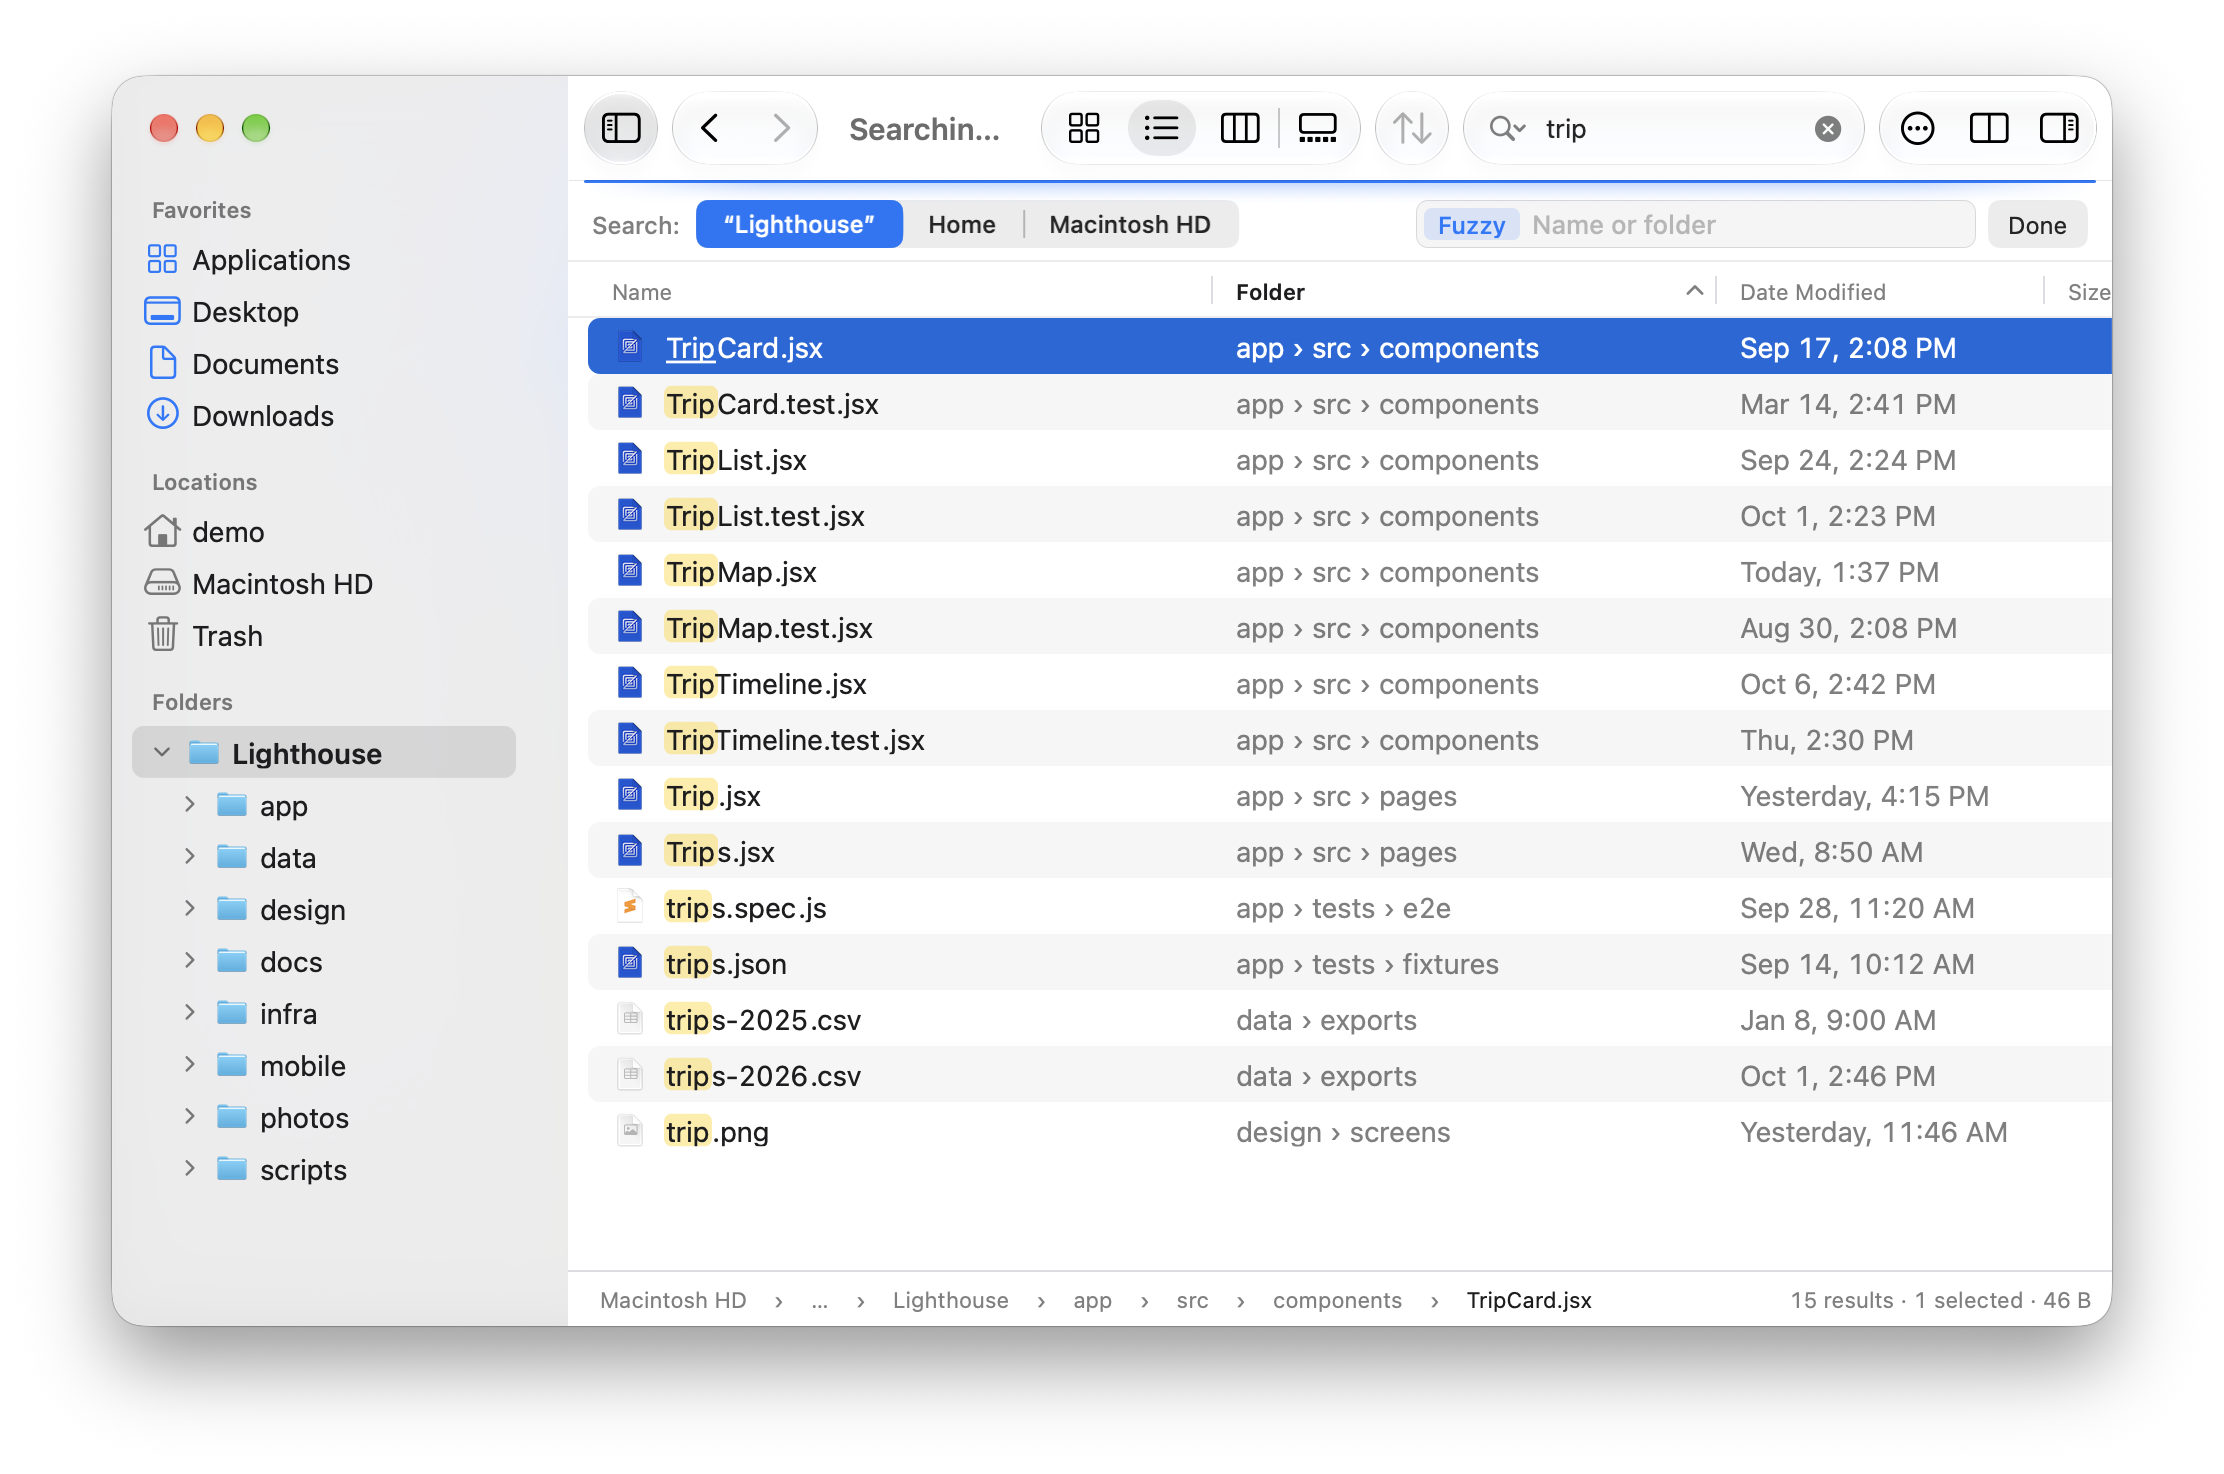 Searchin...
trip
Favorites
Applications
Desktop
Documents
Downloads
Locations
demo
Macintosh HD
Trash
Folders
Lighthouse
app
data
design
docs
infra
mobile
photos
scripts
Search: “Lighthouse” Home Macintosh HD Fuzzy Name or folder Done
Name Folder Date Modified Size
TripCard.jsx app › src › components Sep 17, 2:08 PM
TripCard.test.jsx app › src › components Mar 14, 2:41 PM
TripList.jsx app › src › components Sep 24, 2:24 PM
TripList.test.jsx app › src › components Oct 1, 2:23 PM
TripMap.jsx app › src › components Today, 1:37 PM
TripMap.test.jsx app › src › components Aug 30, 2:08 PM
TripTimeline.jsx app › src › components Oct 6, 2:42 PM
TripTimeline.test.jsx app › src › components Thu, 2:30 PM
Trip.jsx app › src › pages Yesterday, 4:15 PM
Trips.jsx app › src › pages Wed, 8:50 AM
trips.spec.js app › tests › e2e Sep 28, 11:20 AM
trips.json app › tests › fixtures Sep 14, 10:12 AM
trips-2025.csv data › exports Jan 8, 9:00 AM
trips-2026.csv data › exports Oct 1, 2:46 PM
trip.png design › screens Yesterday, 11:46 AM
Macintosh HD › ... › Lighthouse › app › src › components › TripCard.jsx 15 results · 1 selected · 46 B